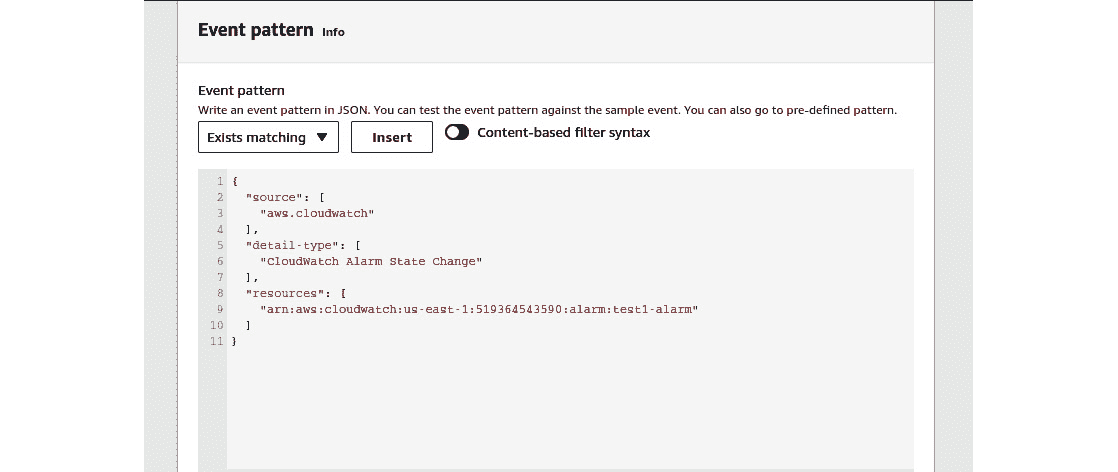 Event pattern Info
Event pattern
Write an event pattern in JSON. You can test the event pattern against the sample event. You can also go to pre-defined pattern.
Exists matching ▼ Insert Content-based filter syntax
1 {
2 "source": [
3 "aws.cloudwatch"
4 ],
5 "detail-type": [
6 "CloudWatch Alarm State Change"
7 ],
8 "resources": [
9 "arn:aws:cloudwatch:us-east-1:519364543590:alarm:test1-alarm"
10 ]
11 }